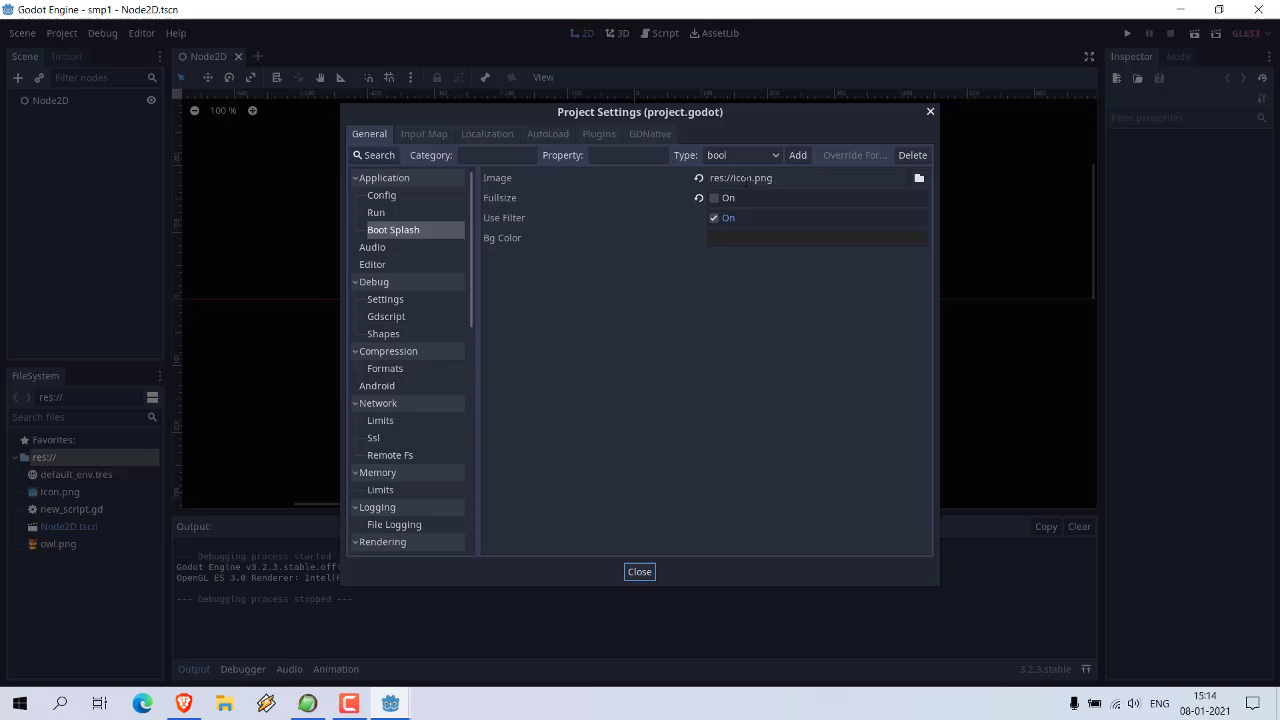 Godot Engine - smp1 - Node2D.tscn
Scene Project Debug Editor Help
2D 3D Script AssetLib
GLES3
Scene Import
Node2D
Inspector Node
Filter nodes
View
Node2D
100 %
Filter properties
Project Settings (project.godot)
General Input Map Localization AutoLoad Plugins GDNative
Search Category: Property: Type: bool Add Override For... Delete
Application
Config
Run
Boot Splash
Audio
Editor
Debug
Settings
Gdscript
Shapes
Compression
Formats
Android
Network
Limits
Ssl
Remote Fs
Memory
Limits
Logging
File Logging
Rendering
Image res://icon.png
Fullsize On
Use Filter On
Bg Color
Close
FileSystem
res://
Search files
Favorites:
res://
default_env.tres
icon.png
new_script.gd
Node2D.tscn
owl.png
Output:
Copy Clear
--- Debugging process started
Godot Engine v3.2.3.stable.offi
OpenGL ES 3.0 Renderer: Intel(
--- Debugging process stopped ---
Output Debugger Audio Animation
3.2.3.stable
ENG
15:14
08-01-2021